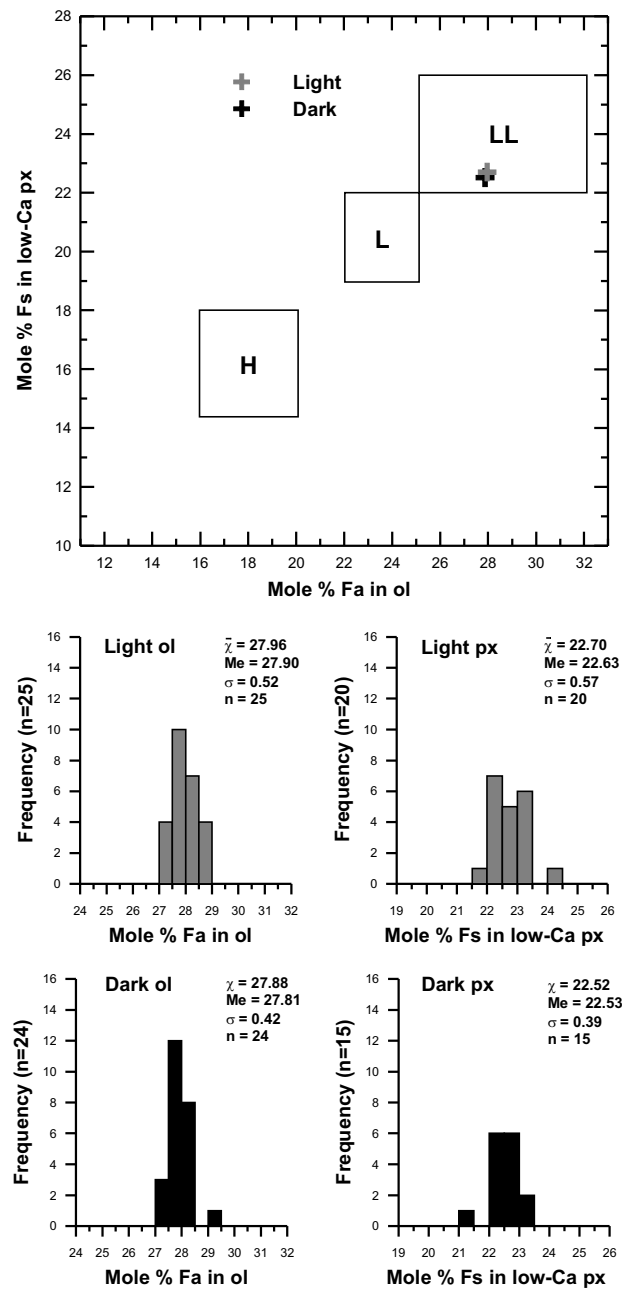 28
26
24
22
20
18
16
14
12
10
Mole % Fs in low-Ca px
Light
Dark
LL
L
H
12 14 16 18 20 22 24 26 28 30 32
Mole % Fa in ol
Light ol
χ̄ = 27.96
Me = 27.90
σ = 0.52
n = 25
16
14
12
10
8
6
4
2
0
Frequency (n=25)
24 25 26 27 28 29 30 31 32
Mole % Fa in ol
Light px
χ̄ = 22.70
Me = 22.63
σ = 0.57
n = 20
16
14
12
10
8
6
4
2
0
Frequency (n=20)
19 20 21 22 23 24 25 26
Mole % Fs in low-Ca px
Dark ol
χ = 27.88
Me = 27.81
σ = 0.42
n = 24
16
14
12
10
8
6
4
2
0
Frequency (n=24)
24 25 26 27 28 29 30 31 32
Mole % Fa in ol
Dark px
χ = 22.52
Me = 22.53
σ = 0.39
n = 15
16
14
12
10
8
6
4
2
0
Frequency (n=15)
19 20 21 22 23 24 25 26
Mole % Fs in low-Ca px